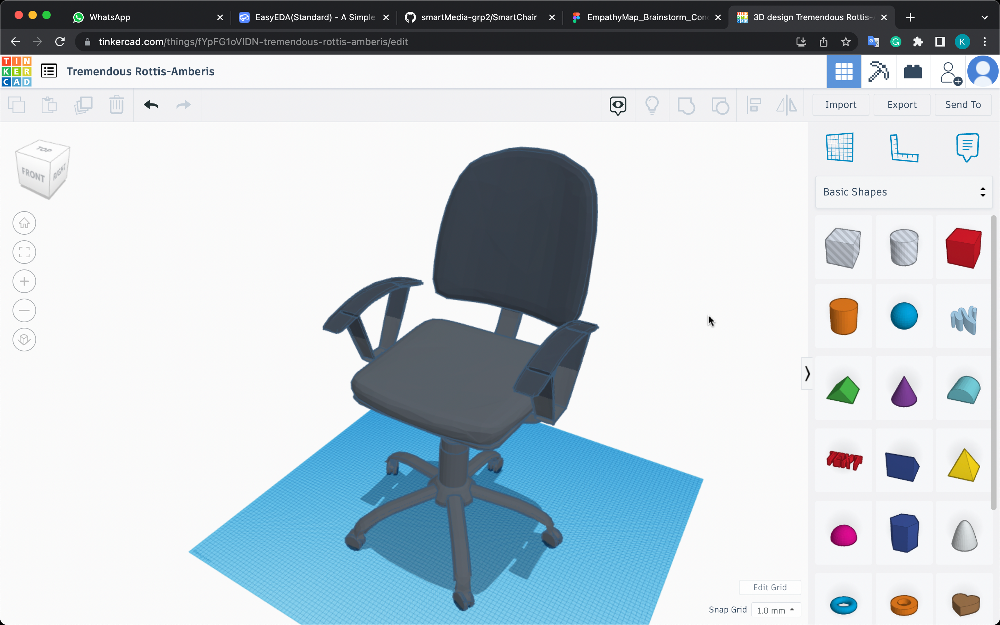 WhatsApp
EasyEDA(Standard) - A Simple
smartMedia-grp2/SmartChair
EmpathyMap_Brainstorm_Con
3D design Tremendous Rottis-
tinkercad.com/things/fYpFG1oVIDN-tremendous-rottis-amberis/edit
K
TIN
KER
CAD
Tremendous Rottis-Amberis
Import
Export
Send To
TOP
FRONT
RIGHT
Basic Shapes
TEXT
Edit Grid
Snap Grid
1.0 mm